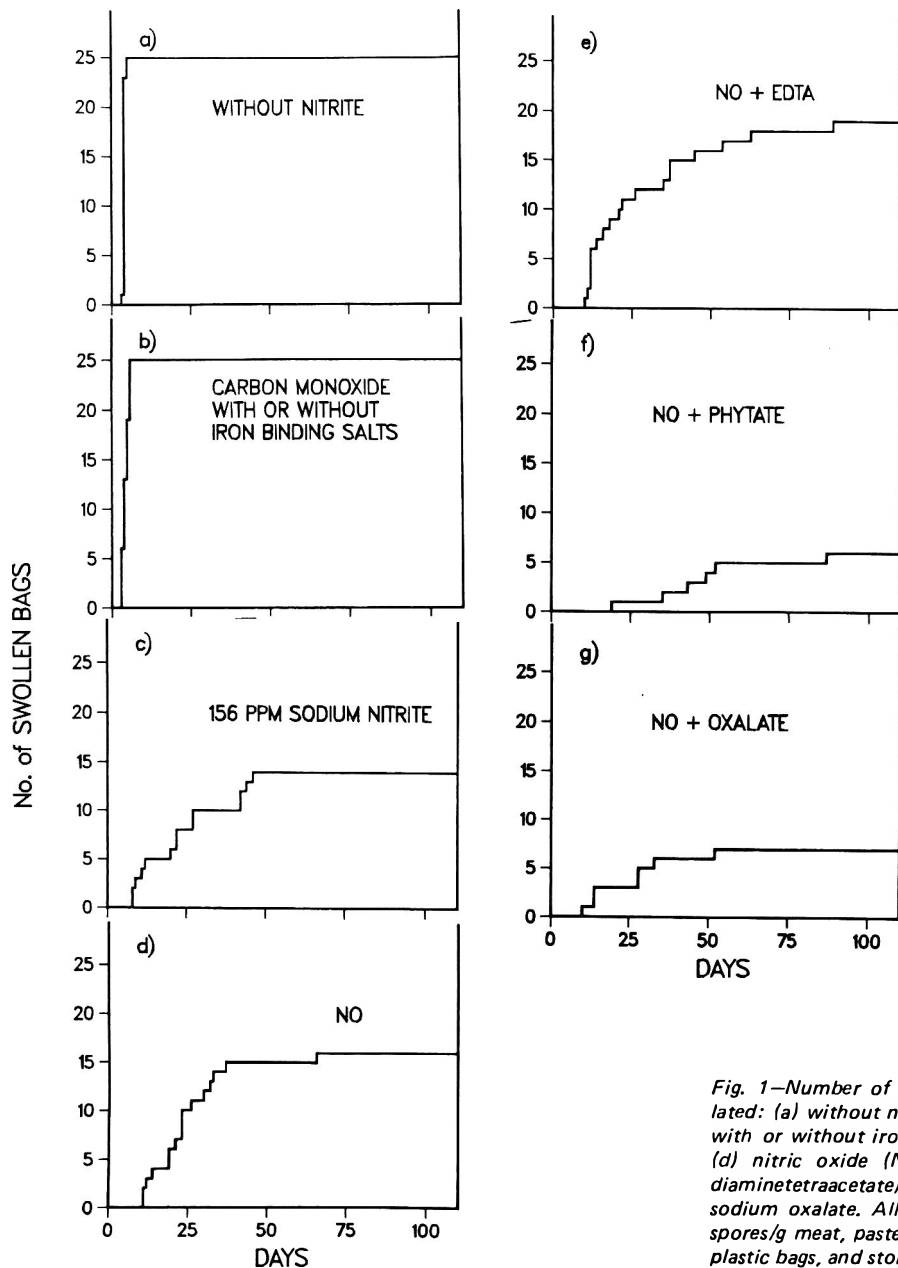 No. of SWOLLEN BAGS
a)
25
20
15
10
5
0
WITHOUT NITRITE
b)
25
20
15
10
5
0
CARBON MONOXIDE
WITH OR WITHOUT
IRON BINDING SALTS
c)
25
20
15
10
5
0
156 PPM SODIUM NITRITE
d)
25
20
15
10
5
0
NO
0 25 50 75 100
DAYS
e)
25
20
15
10
5
0
NO + EDTA
f)
25
20
15
10
5
0
NO + PHYTATE
g)
25
20
15
10
5
0
NO + OXALATE
0 25 50 75 100
DAYS
Fig. 1—Number of
lated: (a) without n
with or without iro
(d) nitric oxide (N
diaminetetraacetate/
sodium oxalate. All
spores/g meat, paste
plastic bags, and sto